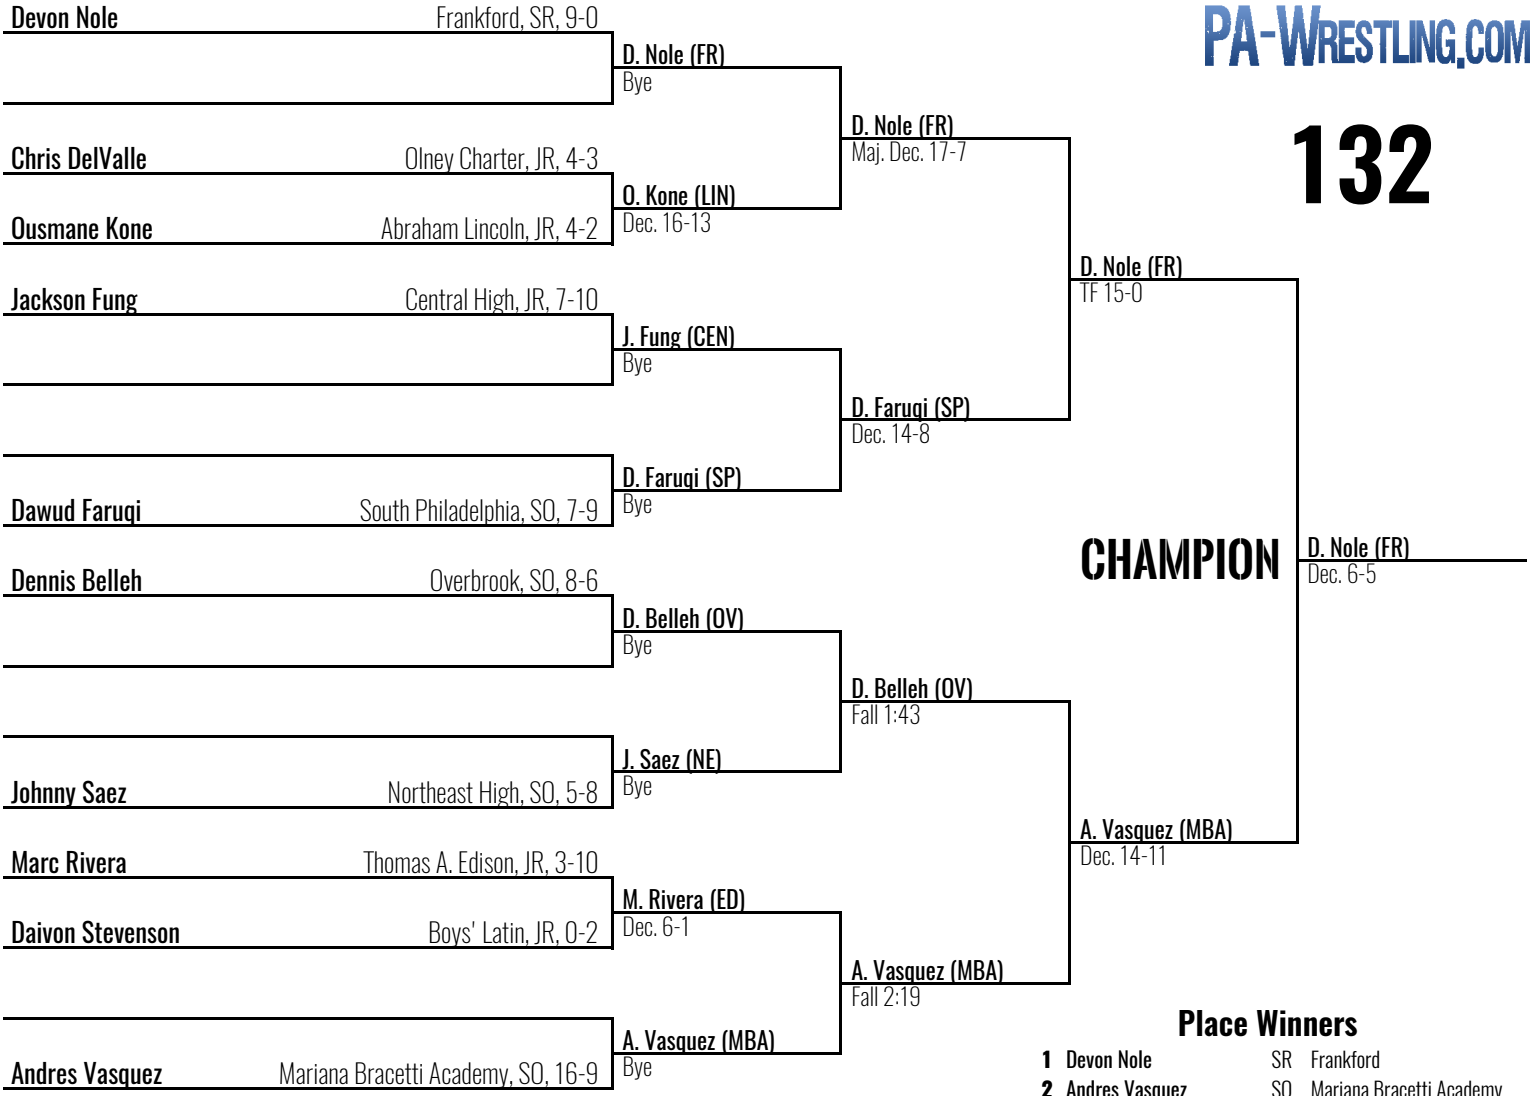 Devon Nole Frankford, SR, 9-0
PA-WRESTLING.COM
D. Nole (FR)
Bye
132
D. Nole (FR)
Maj. Dec. 17-7
Chris DelValle Olney Charter, JR, 4-3
O. Kone (LIN)
Dec. 16-13
Ousmane Kone Abraham Lincoln, JR, 4-2
D. Nole (FR)
TF 15-0
Jackson Fung Central High, JR, 7-10
J. Fung (CEN)
Bye
D. Faruqi (SP)
Dec. 14-8
D. Faruqi (SP)
Bye
Dawud Faruqi South Philadelphia, SO, 7-9
CHAMPION
D. Nole (FR)
Dec. 6-5
Dennis Belleh Overbrook, SO, 8-6
D. Belleh (OV)
Bye
D. Belleh (OV)
Fall 1:43
J. Saez (NE)
Bye
Johnny Saez Northeast High, SO, 5-8
A. Vasquez (MBA)
Dec. 14-11
Marc Rivera Thomas A. Edison, JR, 3-10
M. Rivera (ED)
Dec. 6-1
Daivon Stevenson Boys' Latin, JR, 0-2
A. Vasquez (MBA)
Fall 2:19
A. Vasquez (MBA)
Bye
Andres Vasquez Mariana Bracetti Academy, SO, 16-9
Place Winners
1 Devon Nole SR Frankford
2 Andres Vasquez SO Mariana Bracetti Academy